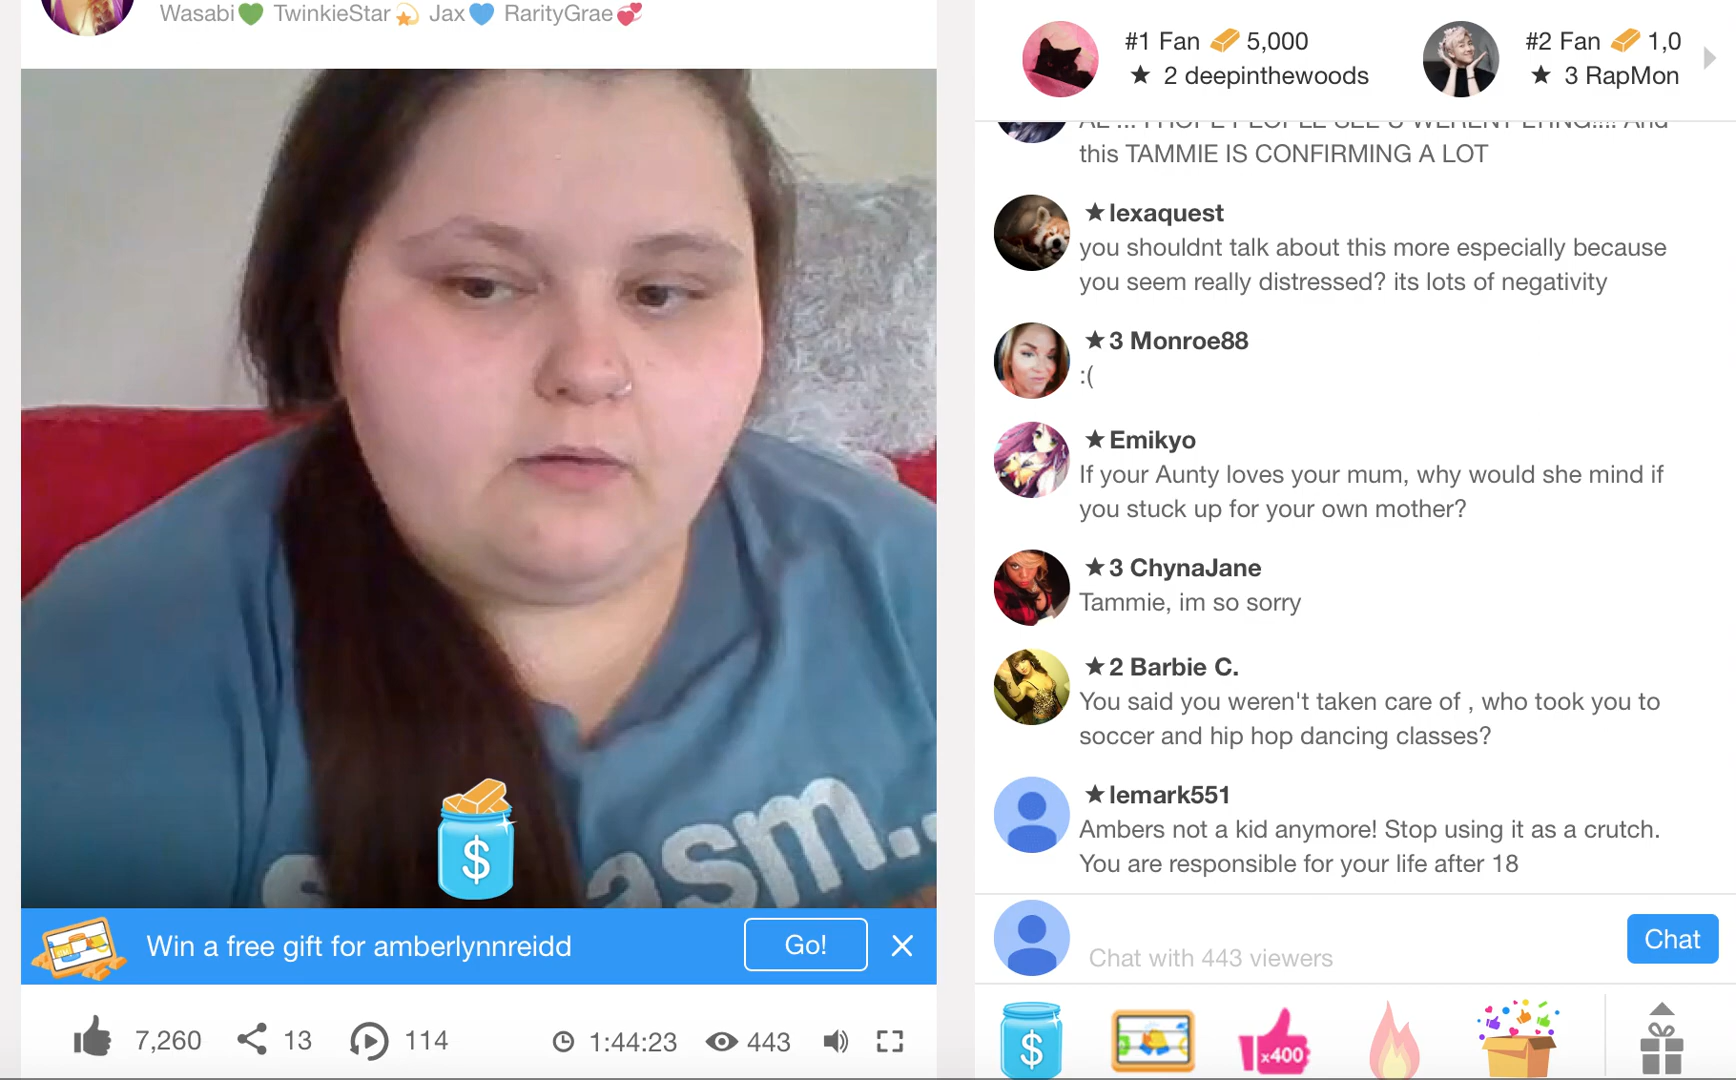 Wasabi💚 TwinkieStar💫 Jax💙 RarityGrae💞
#1 Fan 5,000
★ 2 deepinthewoods
#2 Fan 1,0
★ 3 RapMon
this TAMMIE IS CONFIRMING A LOT
★lexaquest
you shouldnt talk about this more especially because
you seem really distressed? its lots of negativity
★3 Monroe88
:(
★Emikyo
If your Aunty loves your mum, why would she mind if
you stuck up for your own mother?
★3 ChynaJane
Tammie, im so sorry
★2 Barbie C.
You said you weren't taken care of , who took you to
soccer and hip hop dancing classes?
★lemark551
Ambers not a kid anymore! Stop using it as a crutch.
You are responsible for your life after 18
asm..
$
Win a free gift for amberlynnreidd
Go!
Chat with 443 viewers
Chat
7,260 13 114 1:44:23 443
$
x400